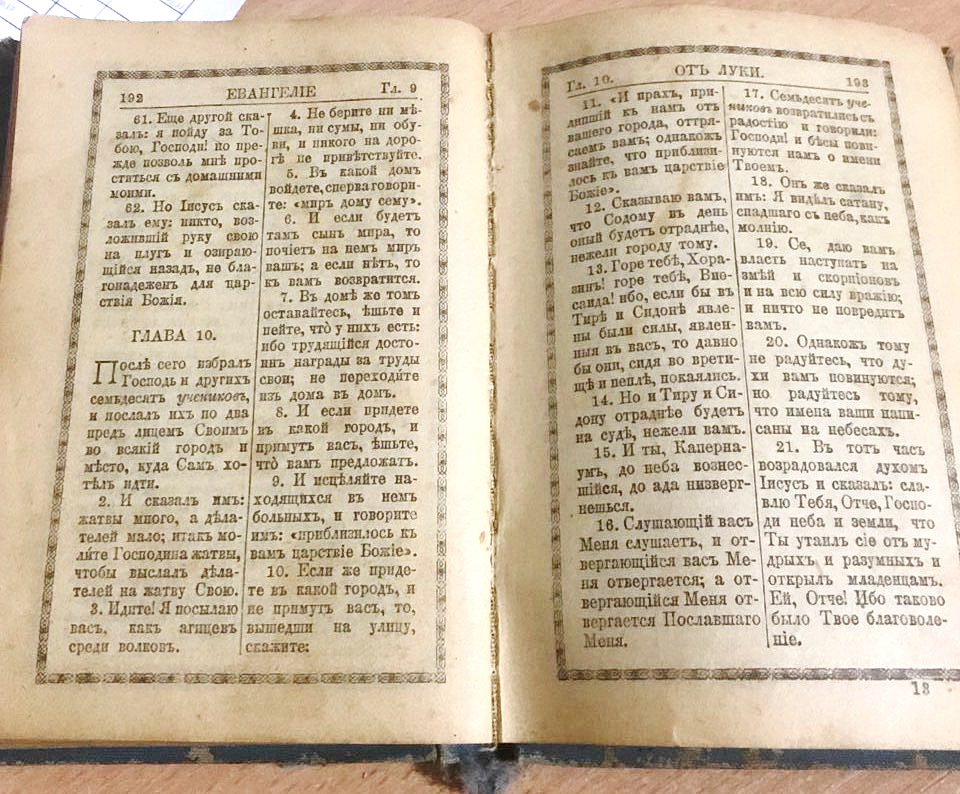 192 ЕВАНГЕЛІЕ Гл. 9
61. Еще другой ска-
залъ: я пойду за То-
бою, Господи! но пре-
жде позволь мнѣ про-
ститься съ домашними
моими.
62. Но Іисусъ ска-
залъ ему: никто, воз-
ложившій руку свою
на плугъ и озираю-
щійся назадъ, не бла-
гонадеженъ для цар-
ствія Божія.
ГЛАВА 10.
Послѣ сего избралъ
Господь и другихъ
семьдесятъ учениковъ,
и послалъ ихъ по два
предъ лицемъ Своимъ
во всякій городъ и
мѣсто, куда Самъ хо-
тѣлъ идти.
2. И сказалъ имъ:
жатвы много, а дѣла-
телей мало; итакъ мо-
ли́те Господина жатвы,
чтобы выслалъ дѣла-
телей на жатву Свою.
3. Идите! Я посылаю
васъ, какъ агнцевъ
среди волковъ.
4. Не берите ни мѣ-
шка, ни сумы, ни обу-
ви, и никого на доро-
гѣ не привѣтствуйте.
5. Въ какой домъ
войдете, сперва говори-
те: «миръ дому сему».
6. И если будетъ
тамъ сынъ мира, то
почіетъ на немъ миръ
вашъ; а если нѣтъ, то
къ вамъ возвратится.
7. Въ домѣ же томъ
оставайтесь, ѣшьте и
пейте, что̀ у нихъ есть:
ибо трудящійся досто-
инъ награды за труды
свои; не переходи́те
изъ дома въ домъ.
8. И если придете
въ какой городъ, и
примутъ васъ, ѣшьте,
что̀ вамъ предложатъ.
9. И исцѣляйте на-
ходящихся въ немъ
больныхъ, и говорите
имъ: «приблизилось къ
вамъ царствіе Божіе».
10. Если же приде-
те въ какой городъ, и
не примутъ васъ, то,
вышедши на улицу,
скажите:
Гл. 10. ОТЪ ЛУКИ. 193
11. «И прахъ, при-
липшій къ намъ отъ
вашего города, оттря-
саемъ вамъ; однакожъ
знайте, что приблизи-
лось къ вамъ царствіе
Божіе».
12. Сказываю вамъ,
что Содому въ день
оный будетъ отраднѣе,
нежели городу тому.
13. Горе тебѣ, Хора-
зинъ! горе тебѣ, Виѳ-
саида! ибо, если бы въ
Тирѣ и Сидонѣ явле-
ны были силы, явлен-
ныя въ васъ, то давно
бы они, сидя во врети-
щѣ и пеплѣ, покаялись.
14. Но и Тиру и Си-
дону отраднѣе будетъ
на судѣ, нежели вамъ.
15. И ты, Каперна-
умъ, до неба вознес-
шійся, до ада низверг-
нешься.
16. Слушающій васъ
Меня слушаетъ, и от-
вергающійся васъ Ме-
ня отвергается; а от-
вергающійся Меня от-
вергается Пославшаго
Меня.
17. Семьдесятъ уче-
никовъ возвратились съ
радостію и говорили:
Господи! и бѣсы пови-
нуются намъ о имени
Твоемъ.
18. Онъ же сказалъ
имъ: Я видѣлъ сатану,
спадшаго съ неба, какъ
молнію.
19. Се, даю вамъ
власть наступать на
змѣй и скорпіоновъ
и на всю силу вражію;
и ничто не повредитъ
вамъ.
20. Однакожъ тому
не радуйтесь, что ду-
хи вамъ повинуются;
но радуйтесь тому,
что имена ваши напи-
саны на небесахъ.
21. Въ тотъ часъ
возрадовался духомъ
Іисусъ и сказалъ: сла-
влю Тебя, Отче, Госпо-
ди неба и земли, что
Ты утаилъ сіе отъ му-
дрыхъ и разумныхъ и
открылъ младенцамъ.
Ей, Отче! Ибо таково
было Твое благоволе-
ніе.
13